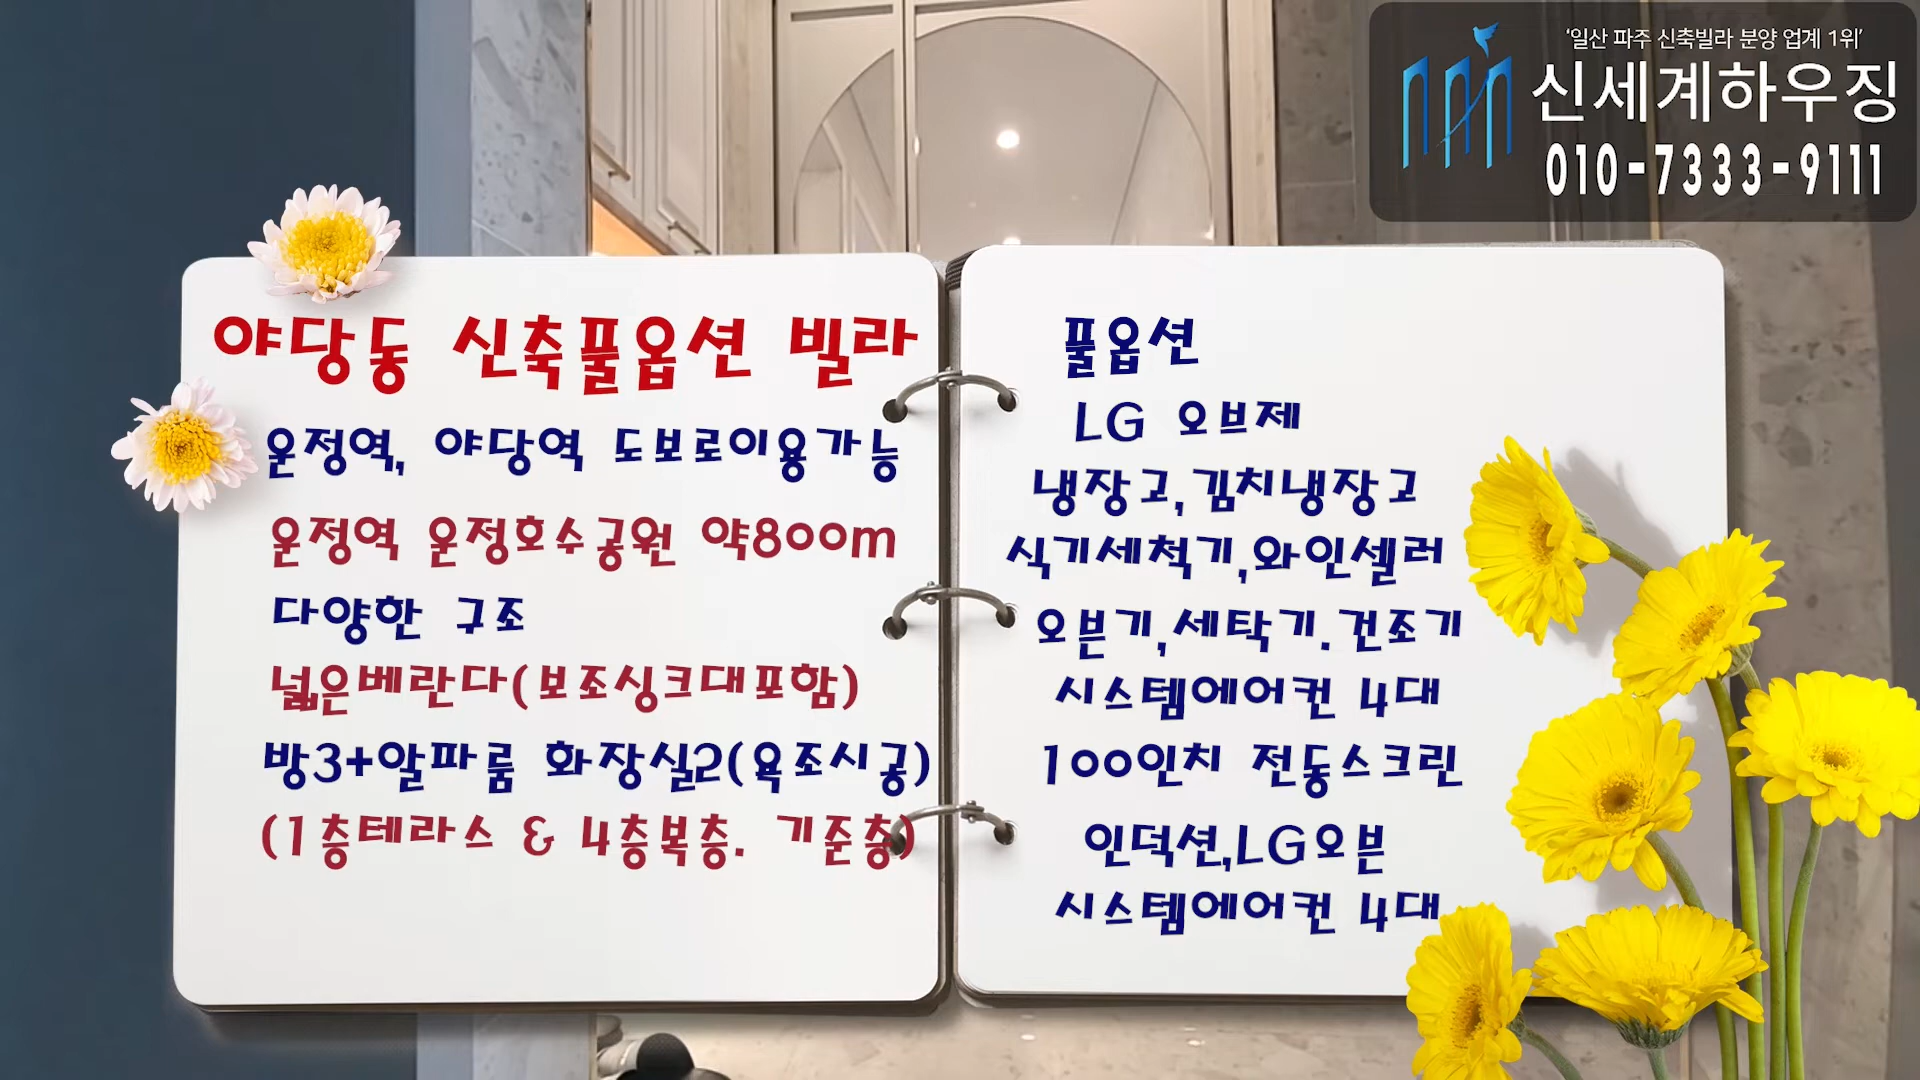 '일산 파주 신축빌라 분양 업계 1위'
신세계하우징
010-7333-9111
야당동 신축풀옵션 빌라
운정역, 야당역 도보로이용가능
운정역 운정호수공원 약800m
다양한 구조
넓은베란다(보조싱크대포함)
방3+알파룸 화장실2(욕조시공)
(1층테라스 & 4층복층. 기준층)
풀옵션
LG 오브제
냉장고,김치냉장고
식기세척기,와인셀러
오븐기,세탁기.건조기
시스템에어컨 4대
100인치 전동스크린
인덕션,LG오븐
시스템에어컨 4대